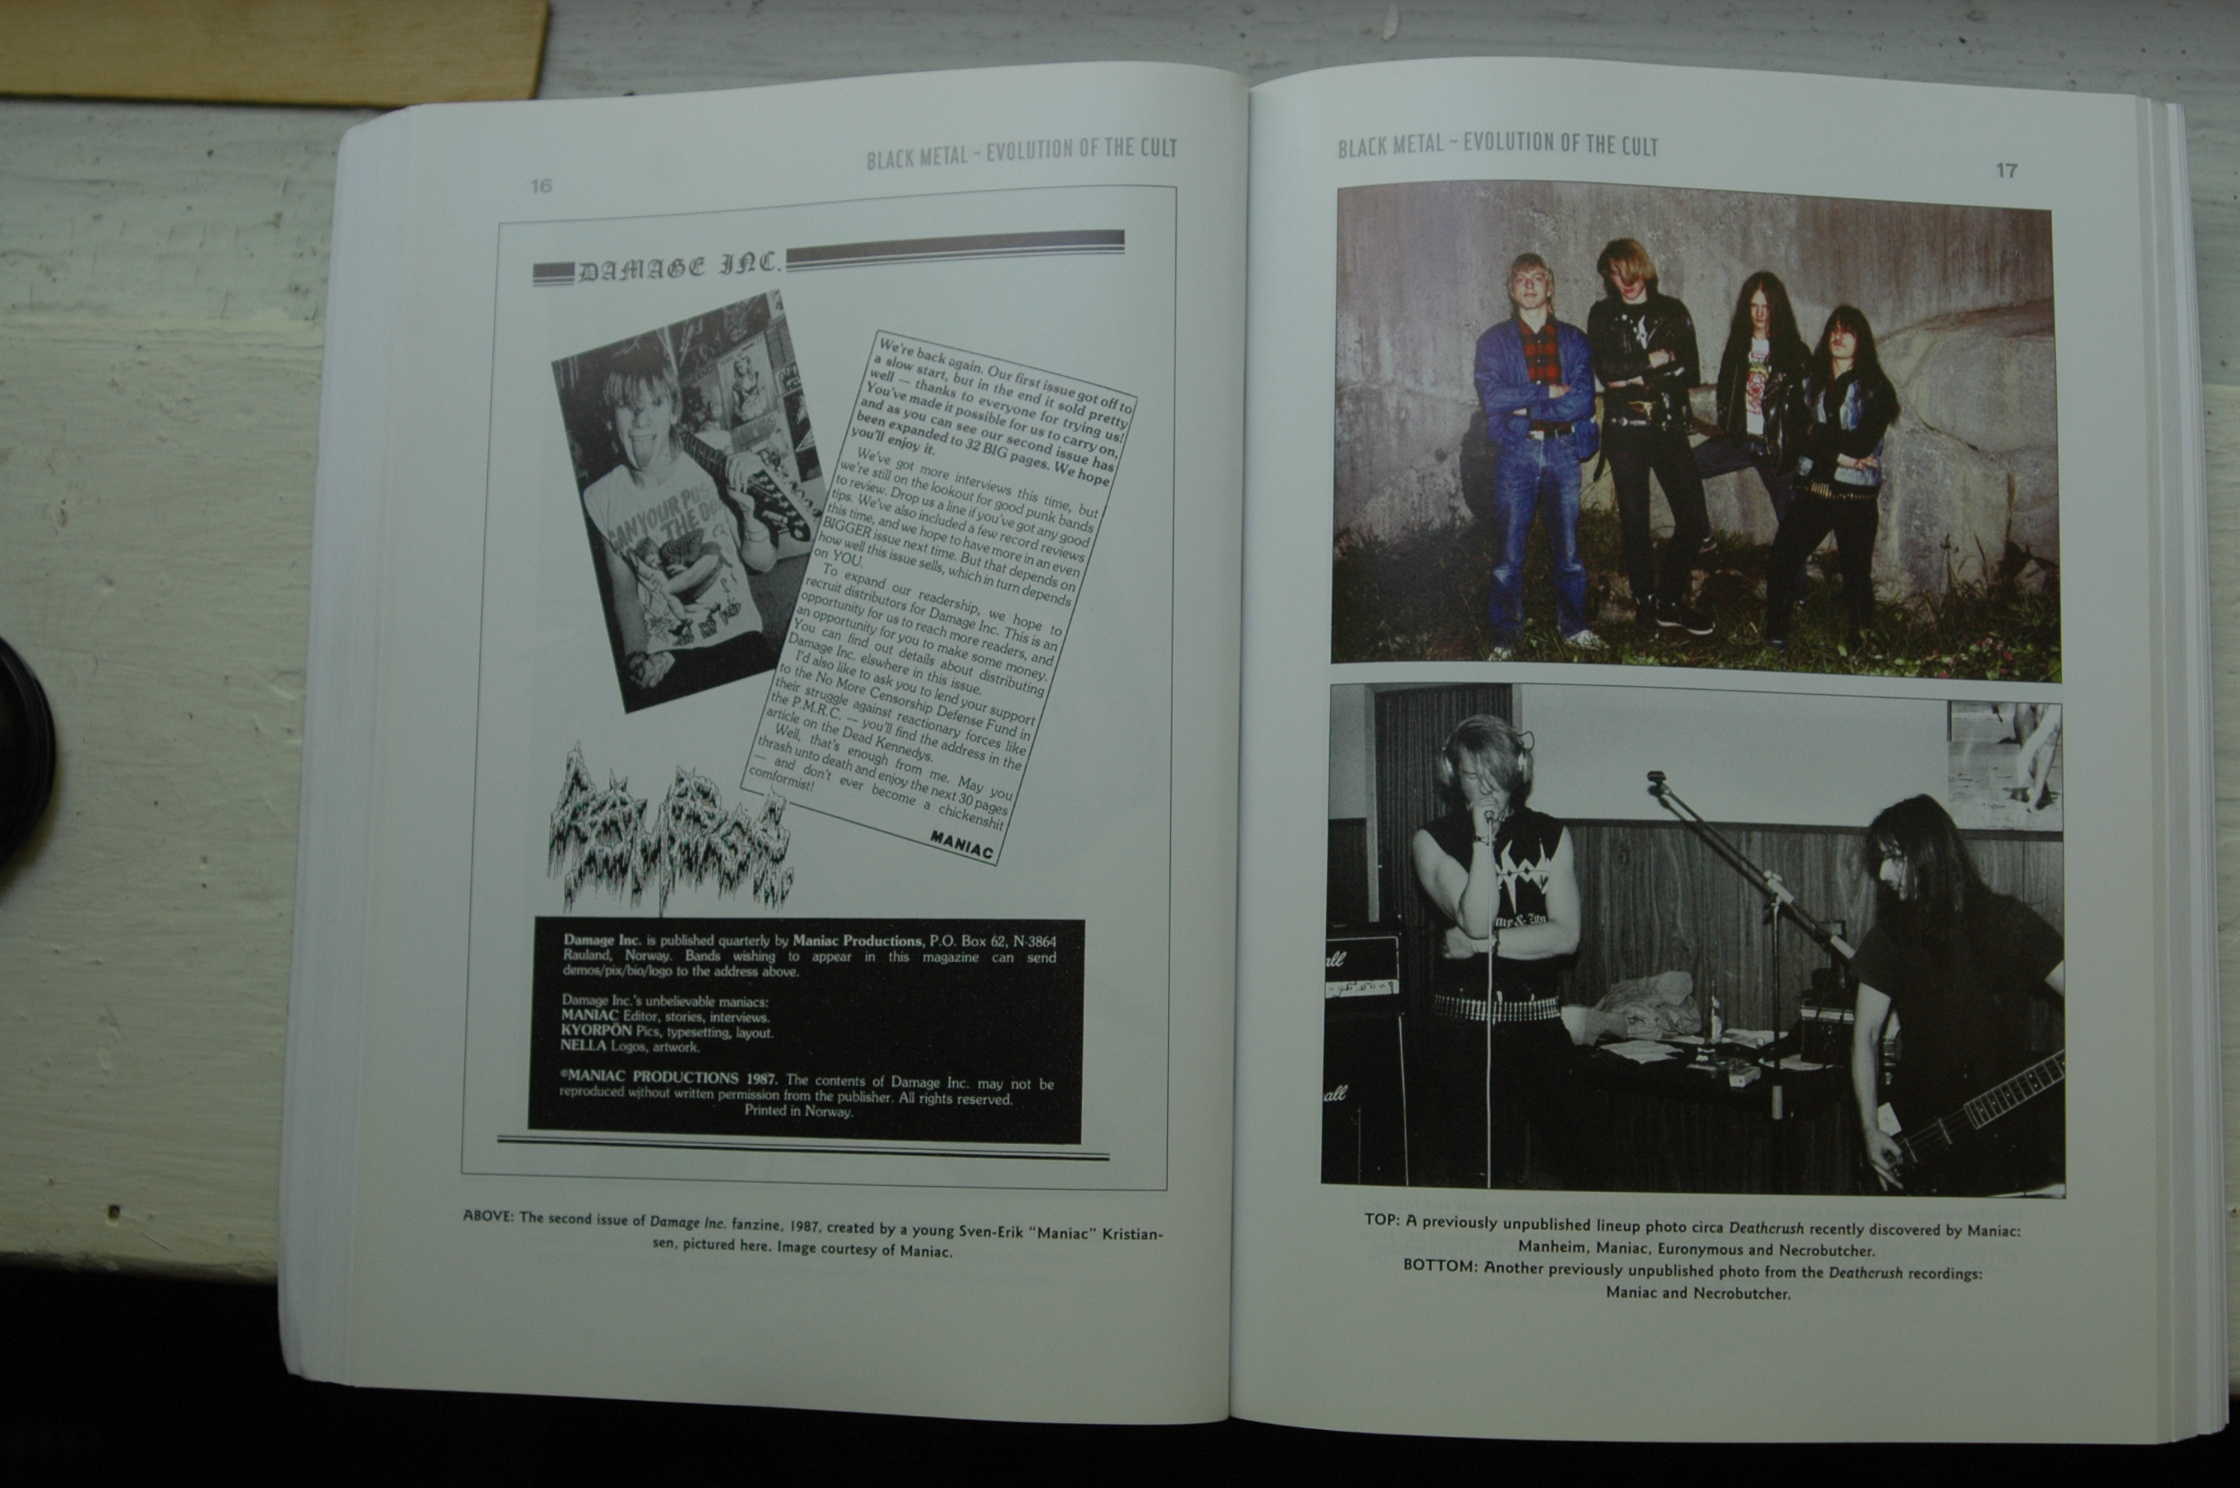 16
BLACK METAL – EVOLUTION OF THE CULT
DAMAGE INC.
We're back again. Our first issue got off to
a slow start, but in the end it sold pretty
well — thanks to everyone for trying us!
You've made it possible for us to carry on,
and as you can see our second issue has
been expanded to 32 BIG pages. We hope
you'll enjoy it.
We've got more interviews this time, but
we're still on the lookout for good punk bands
to review. Drop us a line if you've got any good
tips. We've also included a few record reviews
this time, and we hope to have more in an even
BIGGER issue next time. But that depends on
how well this issue sells, which in turn depends
on YOU.
To expand our readership, we hope to
recruit distributors for Damage Inc. This is an
opportunity for us to reach more readers, and
an opportunity for you to make some money.
You can find out details about distributing
Damage Inc. elsewhere in this issue.
I'd also like to ask you to lend your support
to the No More Censorship Defense Fund in
their struggle against reactionary forces like
the P.M.R.C. — you'll find the address in the
article on the Dead Kennedys.
Well, that's enough from me. May you
thrash unto death and enjoy the next 30 pages
— and don't ever become a chickenshit
comformist!
MANIAC
Damage Inc. is published quarterly by Maniac Productions, P.O. Box 62, N-3864
Rauland, Norway. Bands wishing to appear in this magazine can send
demos/pix/bio/logo to the address above.
Damage Inc.'s unbelievable maniacs:
MANIAC Editor, stories, interviews.
KYORPØN Pics, typesetting, layout.
NELLA Logos, artwork.
©MANIAC PRODUCTIONS 1987. The contents of Damage Inc. may not be
reproduced without written permission from the publisher. All rights reserved.
Printed in Norway.
ABOVE: The second issue of Damage Inc. fanzine, 1987, created by a young Sven-Erik “Maniac” Kristian-
sen, pictured here. Image courtesy of Maniac.
BLACK METAL – EVOLUTION OF THE CULT
17
TOP: A previously unpublished lineup photo circa Deathcrush recently discovered by Maniac:
Manheim, Maniac, Euronymous and Necrobutcher.
BOTTOM: Another previously unpublished photo from the Deathcrush recordings:
Maniac and Necrobutcher.